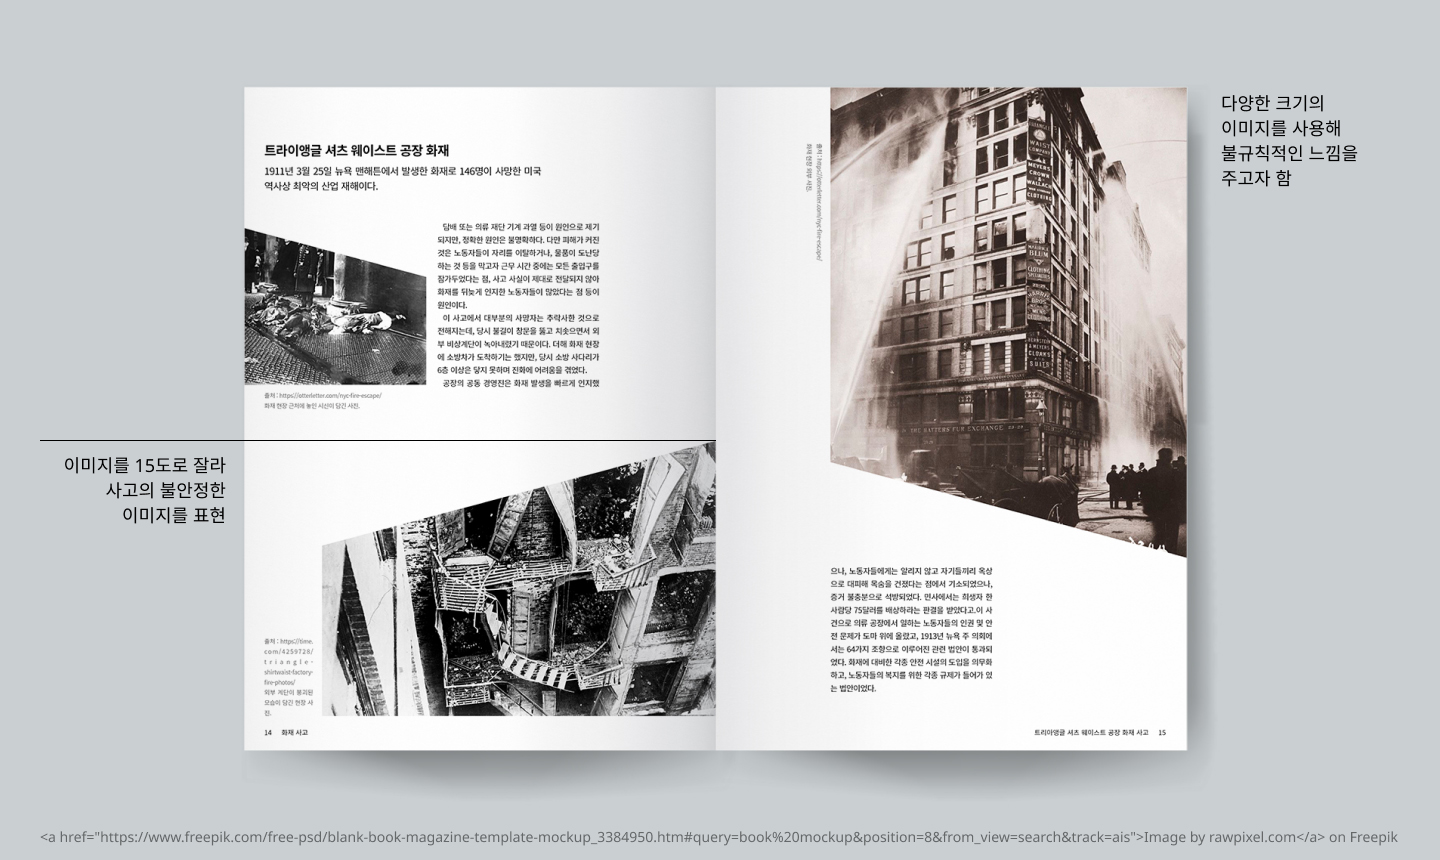 다양한 크기의
이미지를 사용해
불규칙적인 느낌을
주고자 함
트라이앵글 셔츠 웨이스트 공장 화재
1911년 3월 25일 뉴욕 맨해튼에서 발생한 화재로 146명이 사망한 미국
역사상 최악의 산업 재해이다.
담배 또는 의류 재단 기계 과열 등이 원인으로 제기
되지만, 정확한 원인은 불명확하다. 다만 피해가 커진
것은 노동자들이 자리를 이탈하거나, 물품이 도난당
하는 것 등을 막고자 근무 시간 중에는 모든 출입구를
잠가두었다는 점, 사고 사실이 제대로 전달되지 않아
화재를 뒤늦게 인지한 노동자들이 많았다는 점 등이
원인이다.
이 사고에서 대부분의 사망자는 추락사한 것으로
전해지는데, 당시 불길이 창문을 뚫고 치솟으면서 외
부 비상계단이 녹아내렸기 때문이다. 더해 화재 현장
에 소방차가 도착하기는 했지만, 당시 소방 사다리가
6층 이상은 닿지 못하며 진화에 어려움을 겪었다.
공장의 공동 경영진은 화재 발생을 빠르게 인지했
출처 : https://otterletter.com/nyc-fire-escape/
화재 현장 근처에 놓인 시신이 담긴 사진.
이미지를 15도로 잘라
사고의 불안정한
이미지를 표현
출처 : https://time.
com/4259728/
triangle-
shirtwaist-factory-
fire-photos/
외부 계단이 붕괴된
모습이 담긴 현장 사
진.
14 화재 사고
출처 : https://otterletter.com/nyc-fire-escape/
화재 현장 외부 사진.
WAIST
COMPANY
MEYERS
CROWN &
WALLACH
CLOTHING
BLUM
CLOTHING
BERNSTEIN
& MEYERS
CLOAKS
SUITS
THE HATTERS FUR EXCHANGE
으나, 노동자들에게는 알리지 않고 자기들끼리 옥상
으로 대피해 목숨을 건졌다는 점에서 기소되었으나,
증거 불충분으로 석방되었다. 민사에서는 희생자 한
사람당 75달러를 배상하라는 판결을 받았다고.이 사
건으로 의류 공장에서 일하는 노동자들의 인권 및 안
전 문제가 도마 위에 올랐고, 1913년 뉴욕 주 의회에
서는 64가지 조항으로 이루어진 관련 법안이 통과되
었다. 화재에 대비한 각종 안전 시설의 도입을 의무화
하고, 노동자들의 복지를 위한 각종 규제가 들어가 있
는 법안이었다.
트리아앵글 셔츠 웨이스트 공장 화재 사고 15
&lt;a href="https://www.freepik.com/free-psd/blank-book-magazine-template-mockup_3384950.htm#query=book%20mockup&position=8&from_view=search&track=ais"&gt;Image by rawpixel.com&lt;/a&gt; on Freepik